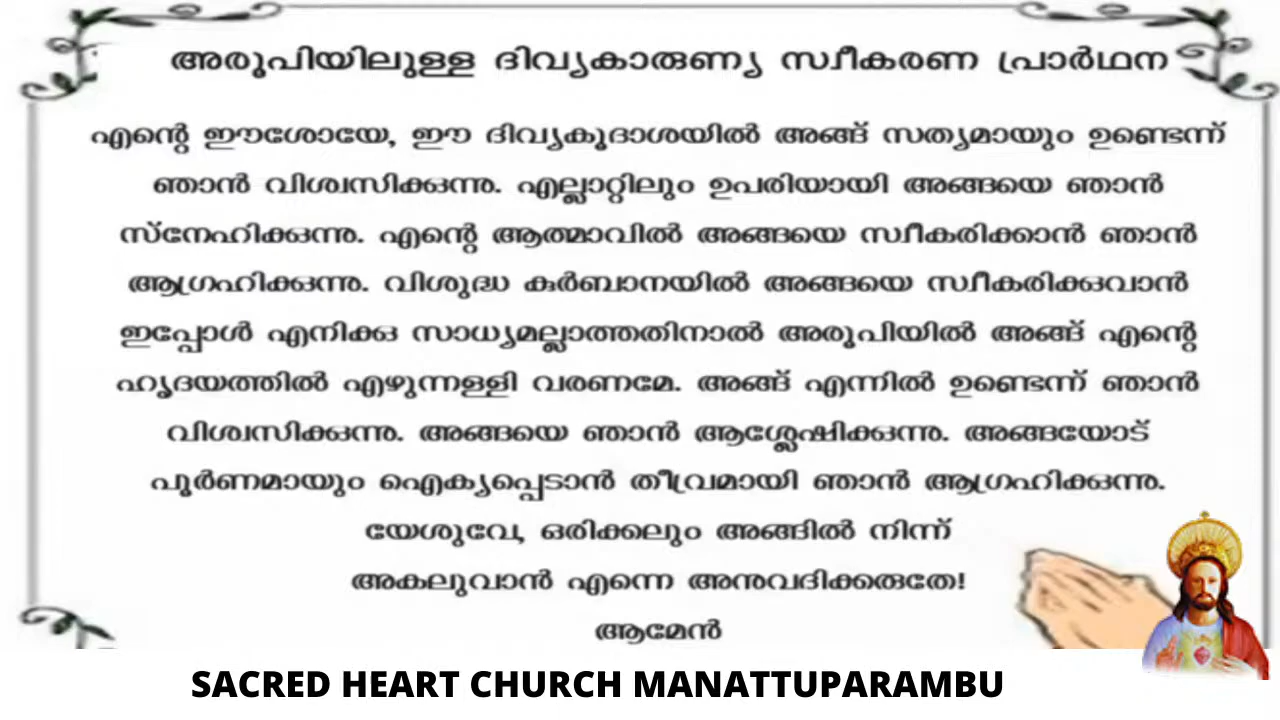 അരൂപിയിലുള്ള ദിവ്യകാരുണ്യ സ്വീകരണ പ്രാർഥന
എന്റെ ഈശോയേ, ഈ ദിവ്യകൂദാശയിൽ അങ്ങ് സത്യമായും ഉണ്ടെന്ന്
ഞാൻ വിശ്വസിക്കുന്നു. എല്ലാറ്റിലും ഉപരിയായി അങ്ങയെ ഞാൻ
സ്നേഹിക്കുന്നു. എന്റെ ആത്മാവിൽ അങ്ങയെ സ്വീകരിക്കാൻ ഞാൻ
ആഗ്രഹിക്കുന്നു. വിശുദ്ധ കുർബാനയിൽ അങ്ങയെ സ്വീകരിക്കുവാൻ
ഇപ്പോൾ എനിക്കു സാധ്യമല്ലാത്തതിനാൽ അരൂപിയിൽ അങ്ങ് എന്റെ
ഹൃദയത്തിൽ എഴുന്നള്ളി വരണമേ. അങ്ങ് എന്നിൽ ഉണ്ടെന്ന് ഞാൻ
വിശ്വസിക്കുന്നു. അങ്ങയെ ഞാൻ ആശ്ലേഷിക്കുന്നു. അങ്ങയോട്
പൂർണമായും ഐക്യപ്പെടാൻ തീവ്രമായി ഞാൻ ആഗ്രഹിക്കുന്നു.
യേശുവേ, ഒരിക്കലും അങ്ങിൽ നിന്ന്
അകലുവാൻ എന്നെ അനുവദിക്കരുതേ!
ആമേൻ
SACRED HEART CHURCH MANATTUPARAMBU